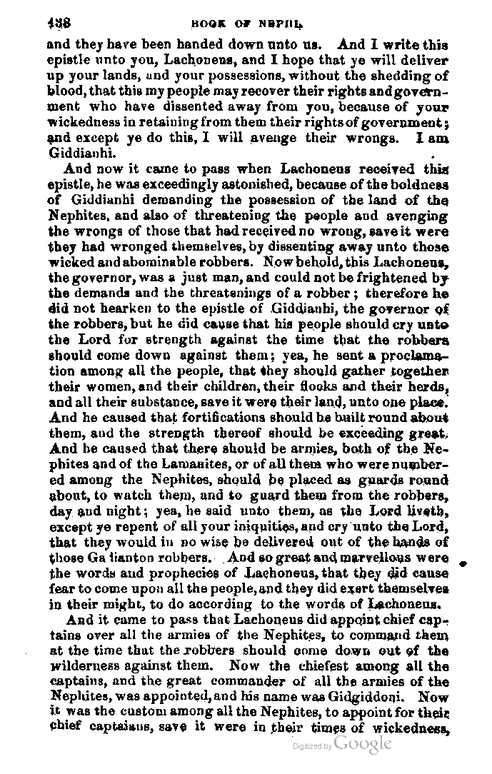 438 BOOK OF NEPHI,
and they have been handed down unto us. And I write this
epistle unto you, Lachoneus, and I hope that ye will deliver
up your lands, and your possessions, without the shedding of
blood, that this my people may recover their rights and govern-
ment who have dissented away from you, because of your
wickedness in retaining from them their rights of government;
and except ye do this, I will avenge their wrongs. I am
Giddianhi.
And now it came to pass when Lachoneus received this
epistle, he was exceedingly astonished, because of the boldness
of Giddianhi demanding the possession of the land of the
Nephites, and also of threatening the people and avenging
the wrongs of those that had received no wrong, save it were
they had wronged themselves, by dissenting away unto those
wicked and abominable robbers. Now behold, this Lachoneus,
the governor, was a just man, and could not be frightened by
the demands and the threatenings of a robber; therefore he
did not hearken to the epistle of Giddianhi, the governor of
the robbers, but he did cause that his people should cry unto
the Lord for strength against the time that the robbers
should come down against them; yea, he sent a proclama-
tion among all the people, that they should gather together
their women, and their children, their flocks and their herds,
and all their substance, save it were their land, unto one place.
And he caused that fortifications should be built round about
them, and the strength thereof should be exceeding great.
And he caused that there should be armies, both of the Ne-
phites and of the Lamanites, or of all them who were number-
ed among the Nephites, should be placed as guards round
about, to watch them, and to guard them from the robbers,
day and night; yea, he said unto them, as the Lord liveth,
except ye repent of all your iniquities, and cry unto the Lord,
that they would in no wise be delivered out of the hands of
those Gadianton robbers. And so great and marvellous were
the words and prophecies of Lachoneus, that they did cause
fear to come upon all the people, and they did exert themselves
in their might, to do according to the words of Lachoneus.
And it came to pass that Lachoneus did appoint chief cap-
tains over all the armies of the Nephites, to command them
at the time that the robbers should come down out of the
wilderness against them. Now the chiefest among all the
captains, and the great commander of all the armies of the
Nephites, was appointed, and his name was Gidgiddoni. Now
it was the custom among all the Nephites, to appoint for their
chief captains, save it were in their times of wickedness,
Digitized by Google